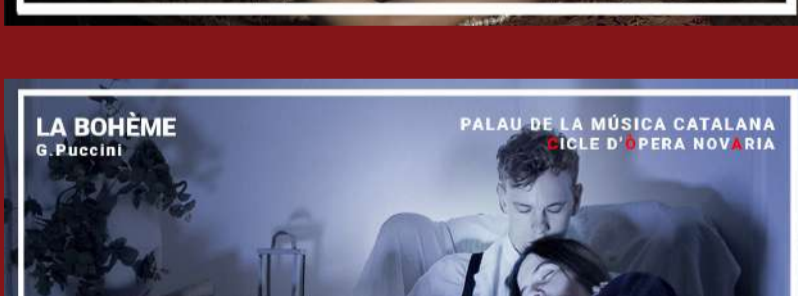 LA BOHÈME
G.Puccini
PALAU DE LA MÚSICA CATALANA
CICLE D'ÒPERA NOVARIA